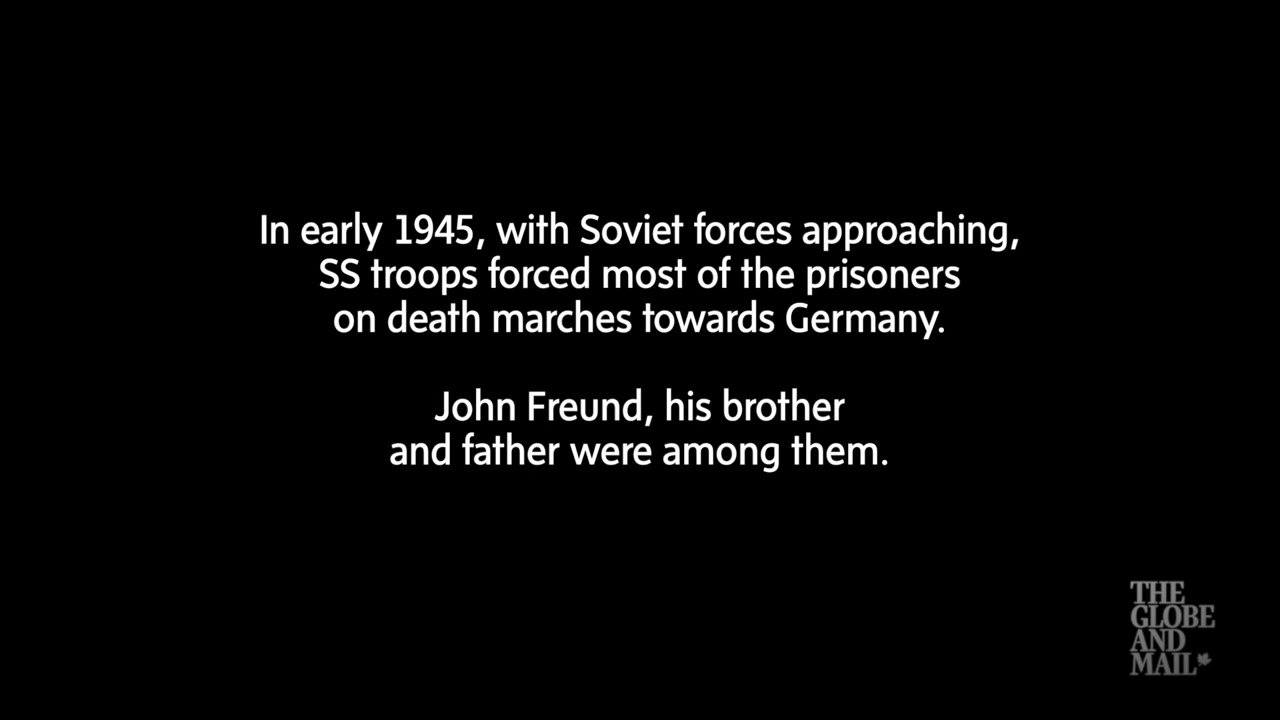 In early 1945, with Soviet forces approaching,
SS troops forced most of the prisoners
on death marches towards Germany.
John Freund, his brother
and father were among them.
THE
GLOBE
AND
MAIL